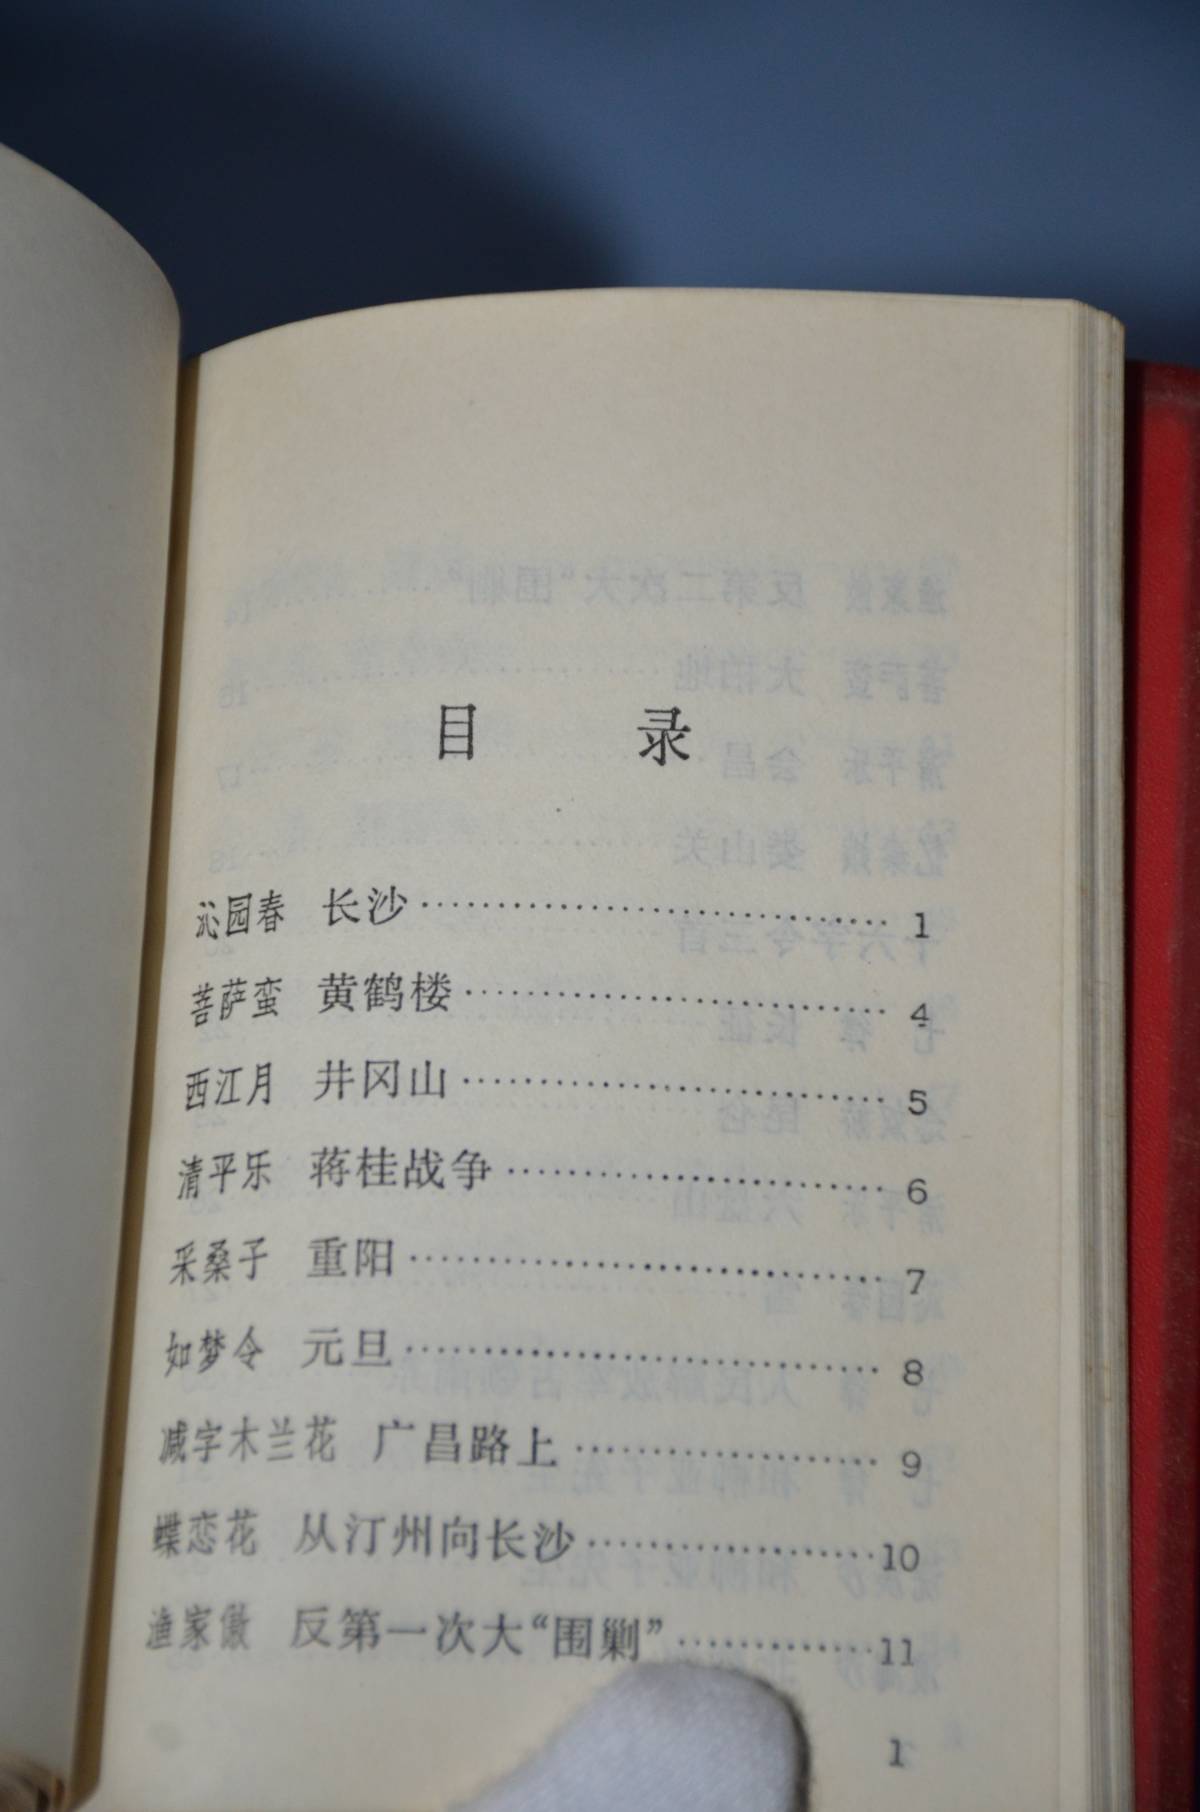 目 录
沁园春 长沙……………………………1
菩萨蛮 黄鹤楼…………………………4
西江月 井冈山…………………………5
清平乐 蒋桂战争………………………6
采桑子 重阳……………………………7
如梦令 元旦……………………………8
减字木兰花 广昌路上…………………9
蝶恋花 从汀州向长沙…………………10
渔家傲 反第一次大“围剿”……………11
1